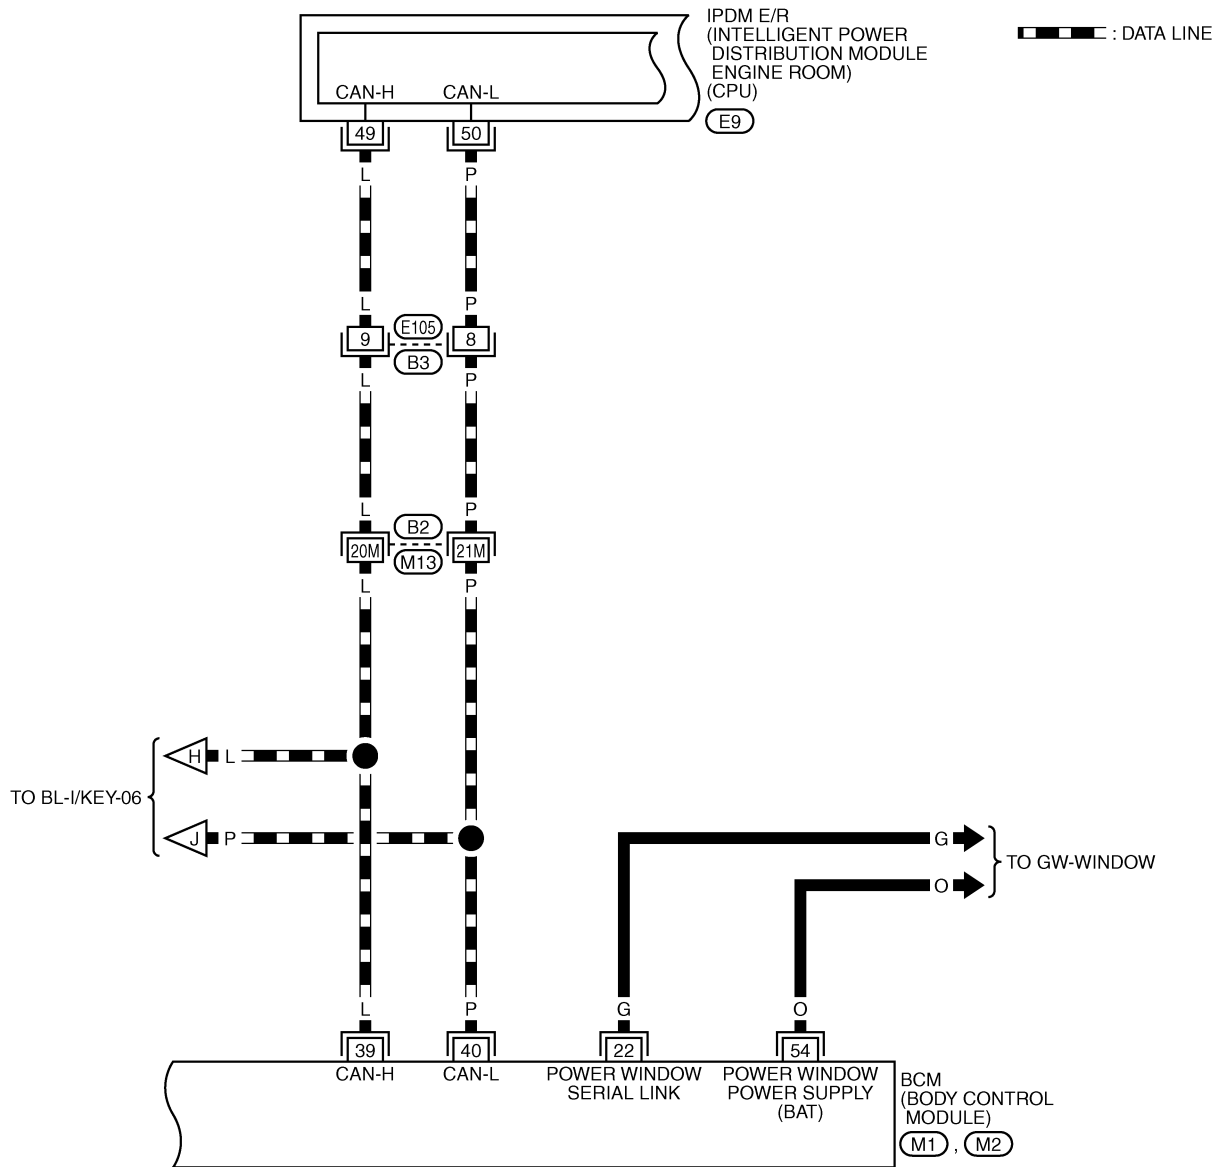 IPDM E/R
(INTELLIGENT POWER
DISTRIBUTION MODULE
ENGINE ROOM)
(CPU)
E9
: DATA LINE
CAN-H CAN-L
49 50
L P
L P
9 E105 8
B3
L P
L P
20M B2 21M
M13
L P
H L
TO BL-I/KEY-06
J P
G
TO GW-WINDOW
O
L P G O
39 40 22 54
CAN-H CAN-L POWER WINDOW SERIAL LINK POWER WINDOW POWER SUPPLY (BAT)
BCM
(BODY CONTROL
MODULE)
M1 , M2